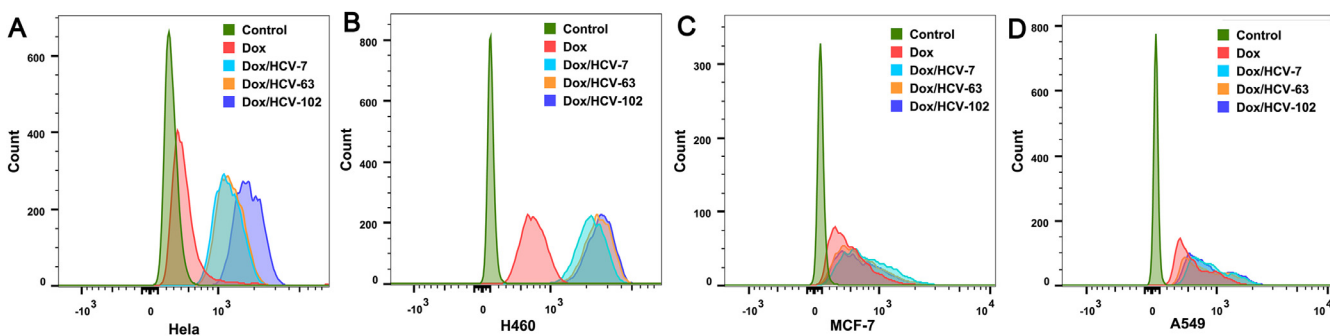 A
Count
600
400
200
0
-10³ 0 10³
Hela
Control
Dox
Dox/HCV-7
Dox/HCV-63
Dox/HCV-102
B
Count
800
600
400
200
0
-10³ 0 10³
H460
Control
Dox
Dox/HCV-7
Dox/HCV-63
Dox/HCV-102
C
Count
300
200
100
0
-10³ 0 10³ 10⁴
MCF-7
Control
Dox
Dox/HCV-7
Dox/HCV-63
Dox/HCV-102
D
Count
800
600
400
200
0
-10³ 0 10³ 10⁴
A549
Control
Dox
Dox/HCV-7
Dox/HCV-63
Dox/HCV-102